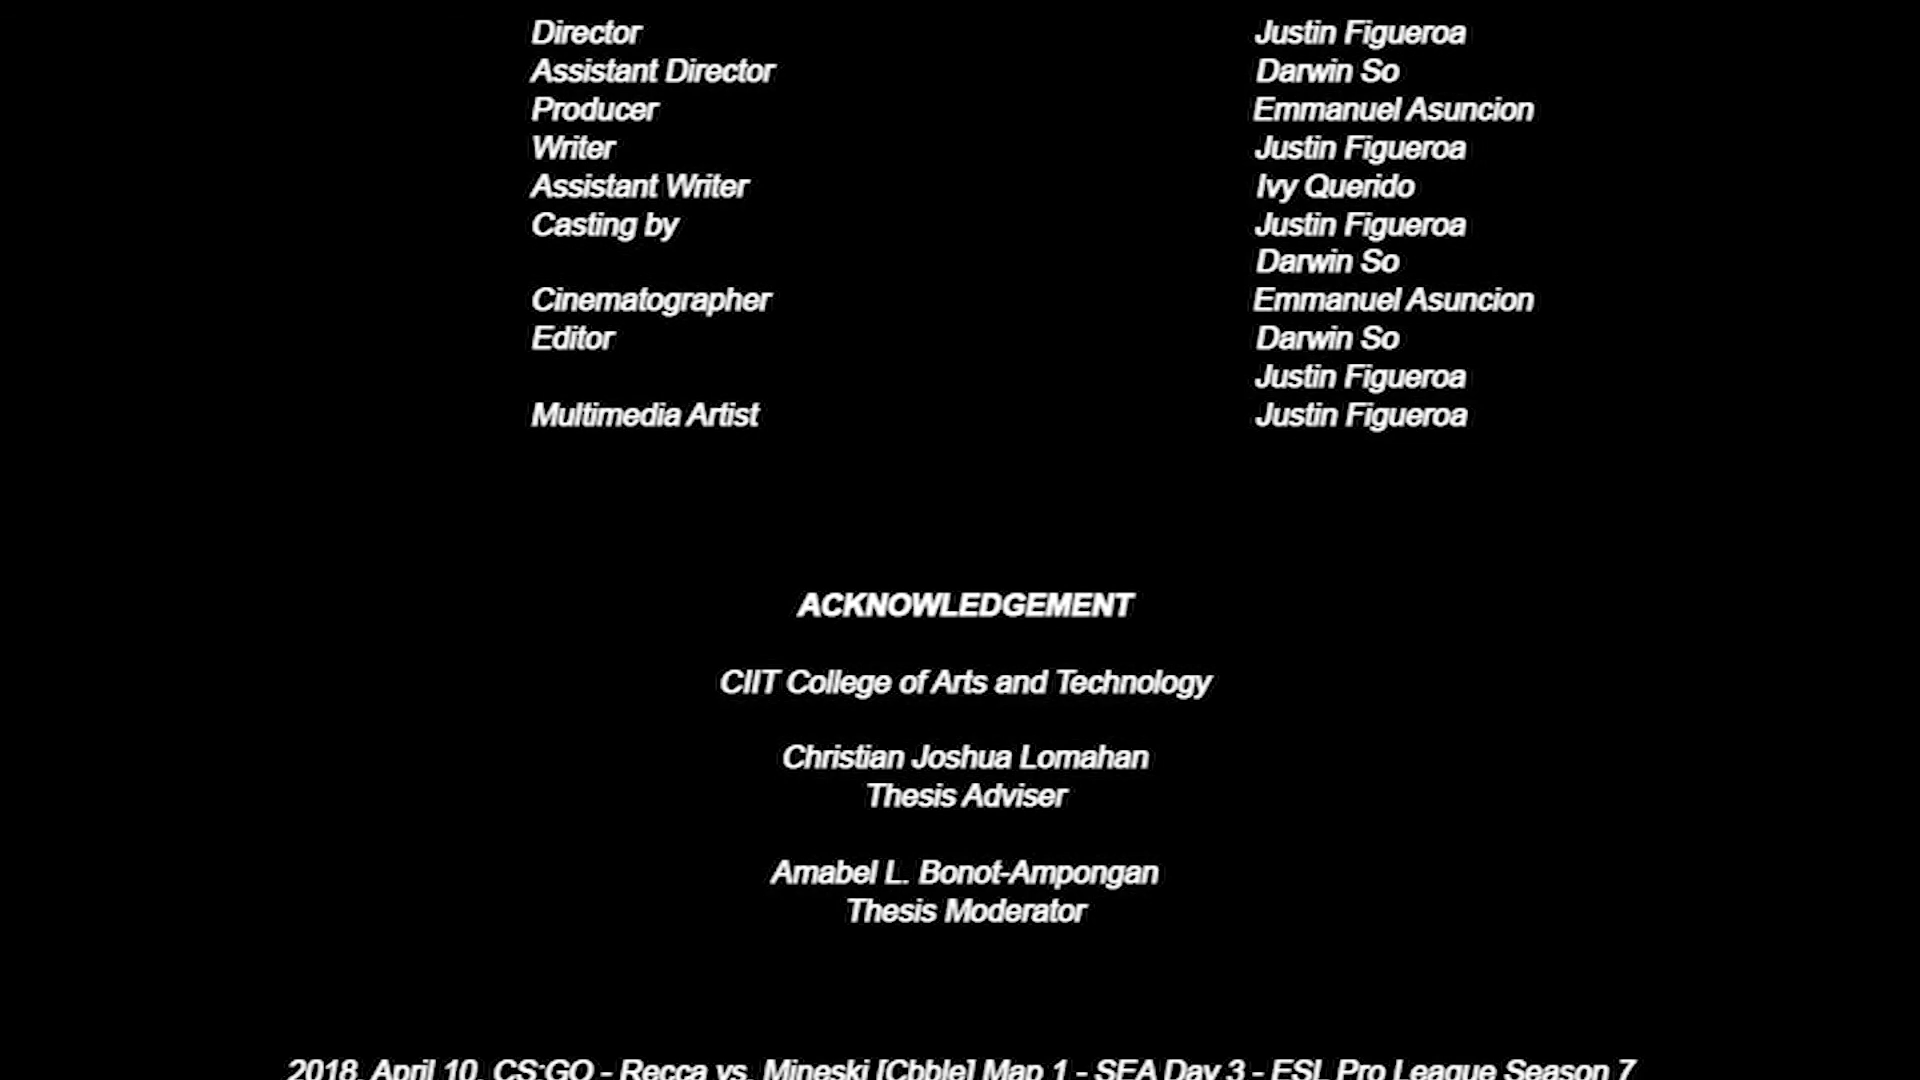 Director Justin Figueroa
Assistant Director Darwin So
Producer Emmanuel Asuncion
Writer Justin Figueroa
Assistant Writer Ivy Querido
Casting by Justin Figueroa
Darwin So
Cinematographer Emmanuel Asuncion
Editor Darwin So
Justin Figueroa
Multimedia Artist Justin Figueroa
ACKNOWLEDGEMENT
CIIT College of Arts and Technology
Christian Joshua Lomahan
Thesis Adviser
Amabel L. Bonot-Ampongan
Thesis Moderator
2018, April 10, CS:GO - Recca vs. Mineski [Cbble] Map 1 - SEA Day 3 - ESL Pro League Season 7